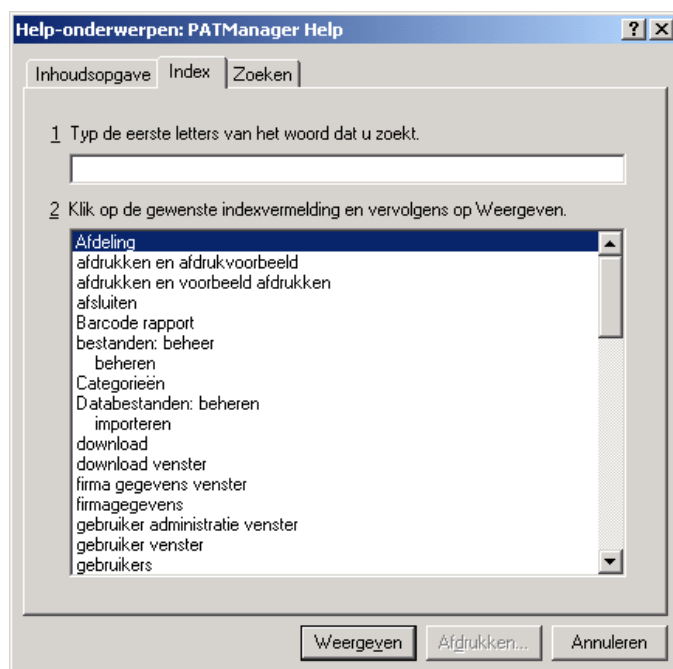 Help-onderwerpen: PATManager Help
Inhoudsopgave Index Zoeken
1 Typ de eerste letters van het woord dat u zoekt.
2 Klik op de gewenste indexvermelding en vervolgens op Weergeven.
Afdeling
afdrukken en afdrukvoorbeeld
afdrukken en voorbeeld afdrukken
afsluiten
Barcode rapport
bestanden: beheer
beheren
Categorieën
Databestanden: beheren
importeren
download
download venster
firma gegevens venster
firmagegevens
gebruiker administratie venster
gebruiker venster
gebruikers
Weergeven Afdrukken... Annuleren